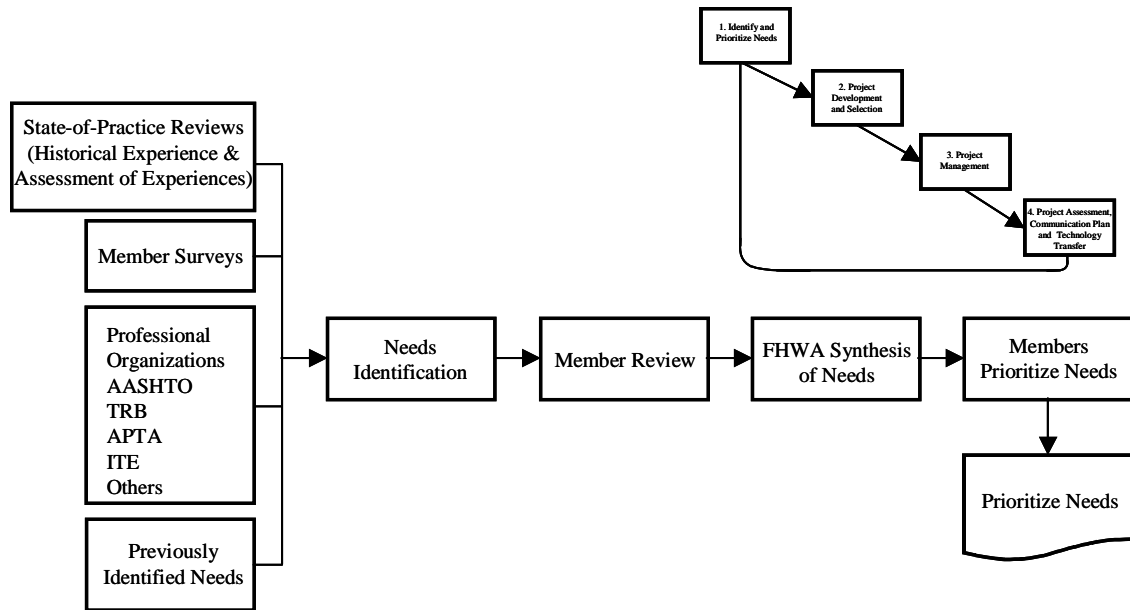 1. Identify and
Prioritize Needs
2. Project
Development
and Selection
3. Project
Management
4. Project Assessment,
Communication Plan
and Technology
Transfer
State-of-Practice Reviews
(Historical Experience &
Assessment of Experiences)
Member Surveys
Professional
Organizations
AASHTO
TRB
APTA
ITE
Others
Previously
Identified Needs
Needs
Identification
Member Review
FHWA Synthesis
of Needs
Members
Prioritize Needs
Prioritize Needs